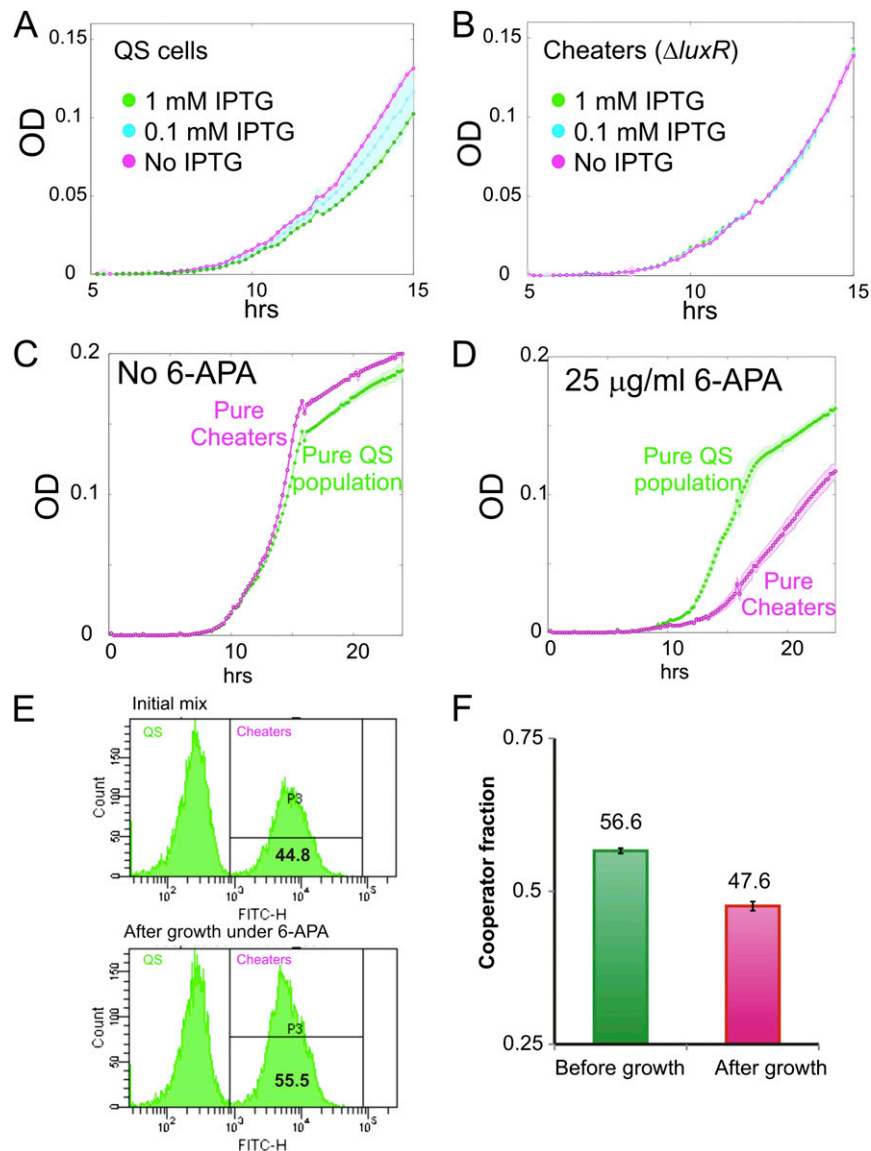 A
QS cells
1 mM IPTG
0.1 mM IPTG
No IPTG
OD
0.15
0.1
0.05
0
5
10
15
hrs
B
Cheaters (ΔluxR)
1 mM IPTG
0.1 mM IPTG
No IPTG
OD
0.15
0.1
0.05
0
5
10
15
hrs
C
No 6-APA
Pure
Cheaters
Pure QS
population
OD
0.2
0.1
0
0
10
20
hrs
D
25 μg/ml 6-APA
Pure QS
population
Pure
Cheaters
OD
0.2
0.1
0
0
10
20
hrs
E
Initial mix
QS
Cheaters
P3
44.8
Count
150
100
50
0
10²
10³
10⁴
10⁵
FITC-H
After growth under 6-APA
QS
Cheaters
P3
55.5
Count
150
100
50
0
10²
10³
10⁴
10⁵
FITC-H
F
Cooperator fraction
0.75
0.5
0.25
56.6
47.6
Before growth
After growth